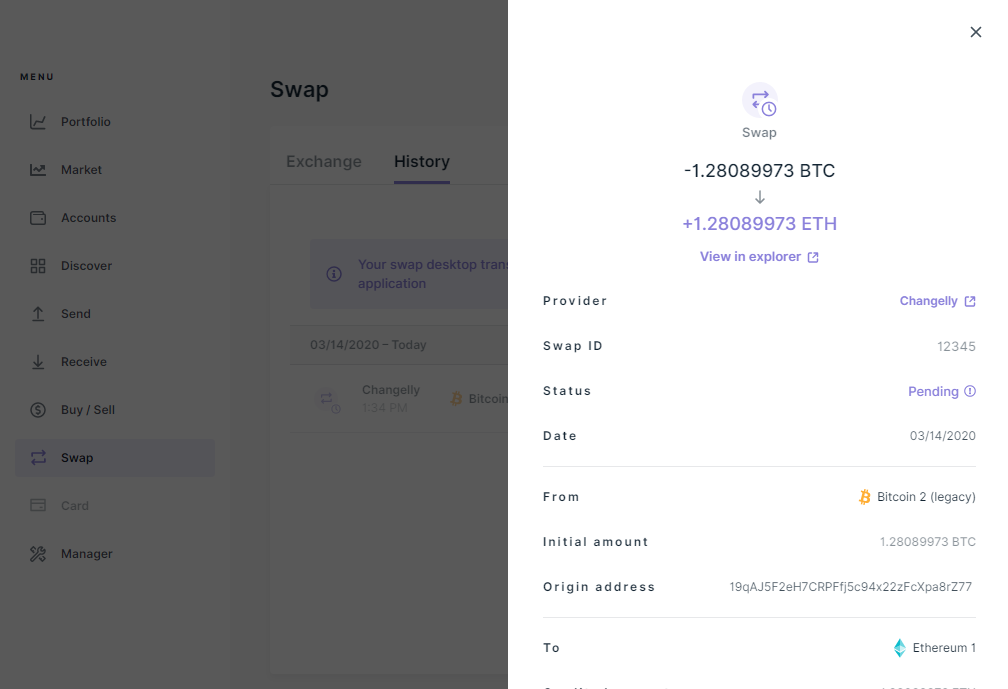 MENU
Portfolio
Market
Accounts
Discover
Send
Receive
Buy / Sell
Swap
Card
Manager
Swap
Exchange
History
Your swap desktop
application
03/14/2020 – Today
Changelly
1:34 PM
Bitcoin
Swap
-1.28089973 BTC
+1.28089973 ETH
View in explorer
Provider
Changelly
Swap ID
12345
Status
Pending
Date
03/14/2020
From
Bitcoin 2 (legacy)
Initial amount
1.28089973 BTC
Origin address
19qAJ5F2eH7CRPFfj5c94x22zFcXpa8rZ77
To
Ethereum 1